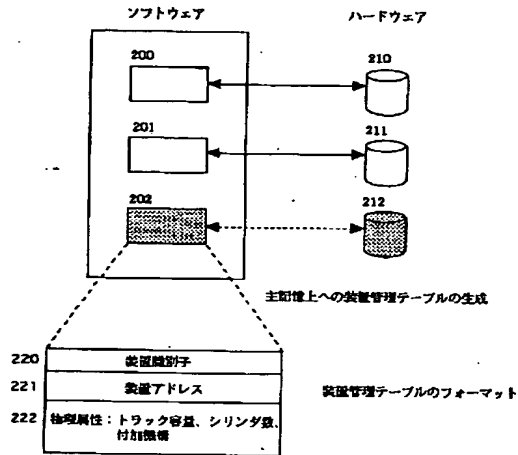 ソフトウェア
ハードウェア
200
210
201
211
202
212
主記憶上への装置管理テーブルの生成
220 装置識別子
221 装置アドレス
装置管理テーブルのフォーマット
222 物理属性：トラック容量、シリンダ数、
付加機構